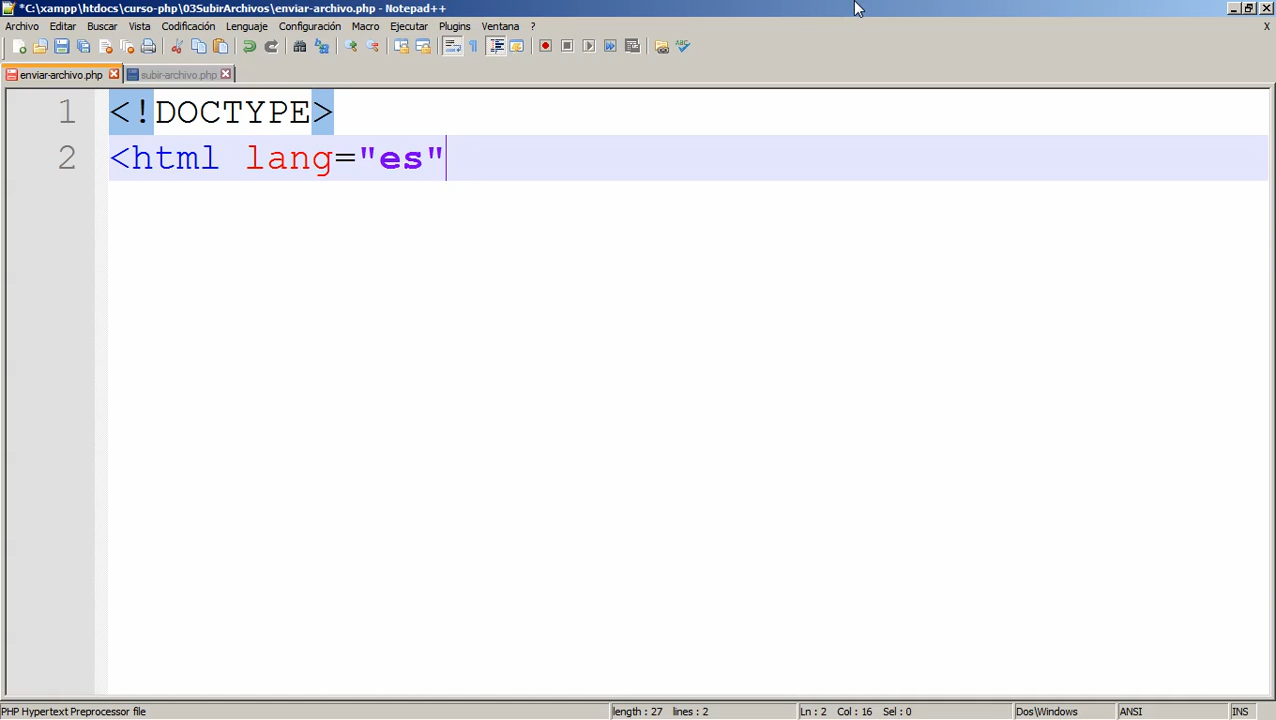 *C:\xampp\htdocs\curso-php\03SubirArchivos\enviar-archivo.php - Notepad++
Archivo Editar Buscar Vista Codificación Lenguaje Configuración Macro Ejecutar Plugins Ventana ? X
enviar-archivo.php subir-archivo.php
1 <!DOCTYPE>
2 <html lang="es"
PHP Hypertext Preprocessor file length : 27 lines : 2 Ln : 2 Col : 16 Sel : 0 Dos\Windows ANSI INS